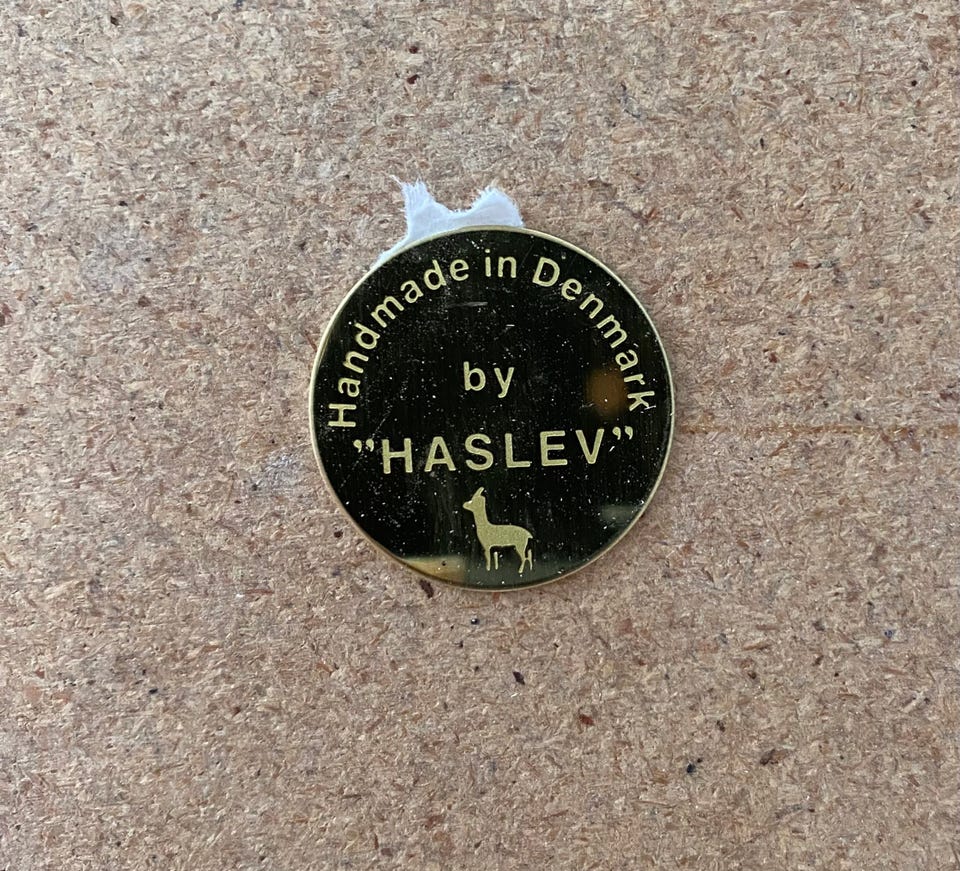 Handmade in Denmark
by
”HASLEV”